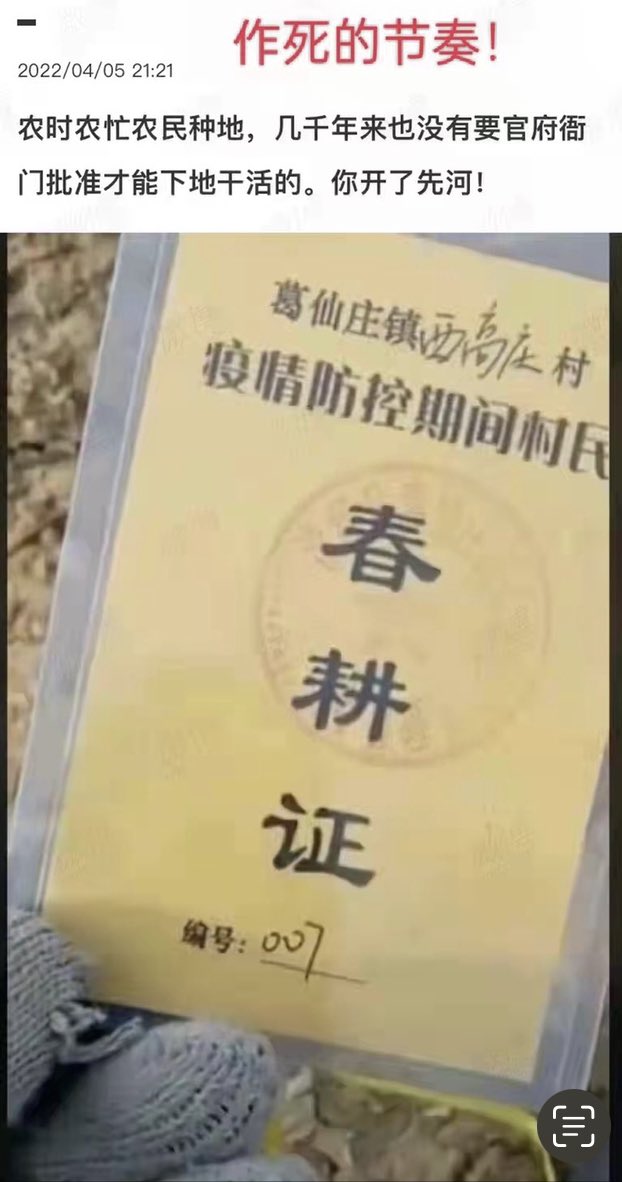 作死的节奏!
2022/04/05 21:21
农时农忙农民种地，几千年来也没有要官府衙
门批准才能下地干活的。你开了先河！
葛仙庄镇西高庄村
疫情防控期间村民
春
耕
证
编号：007